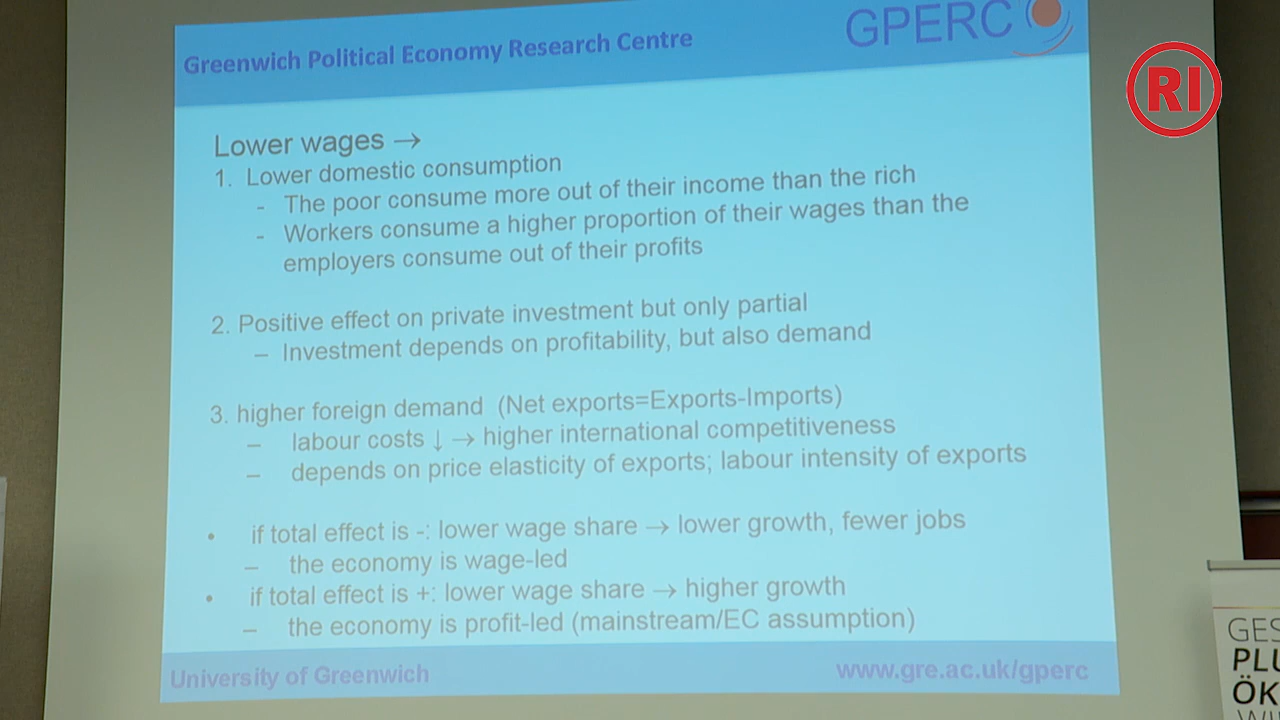 Greenwich Political Economy Research Centre
GPERC
RI
Lower wages →
1. Lower domestic consumption
- The poor consume more out of their income than the rich
- Workers consume a higher proportion of their wages than the
employers consume out of their profits
2. Positive effect on private investment but only partial
– Investment depends on profitability, but also demand
3. higher foreign demand (Net exports=Exports-Imports)
– labour costs ↓ → higher international competitiveness
– depends on price elasticity of exports; labour intensity of exports
• if total effect is -: lower wage share → lower growth, fewer jobs
– the economy is wage-led
• if total effect is +: lower wage share → higher growth
– the economy is profit-led (mainstream/EC assumption)
University of Greenwich
www.gre.ac.uk/gperc
GES
PLU
ÖK
WI